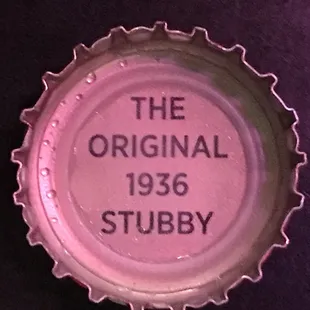 THE
ORIGINAL
1936
STUBBY